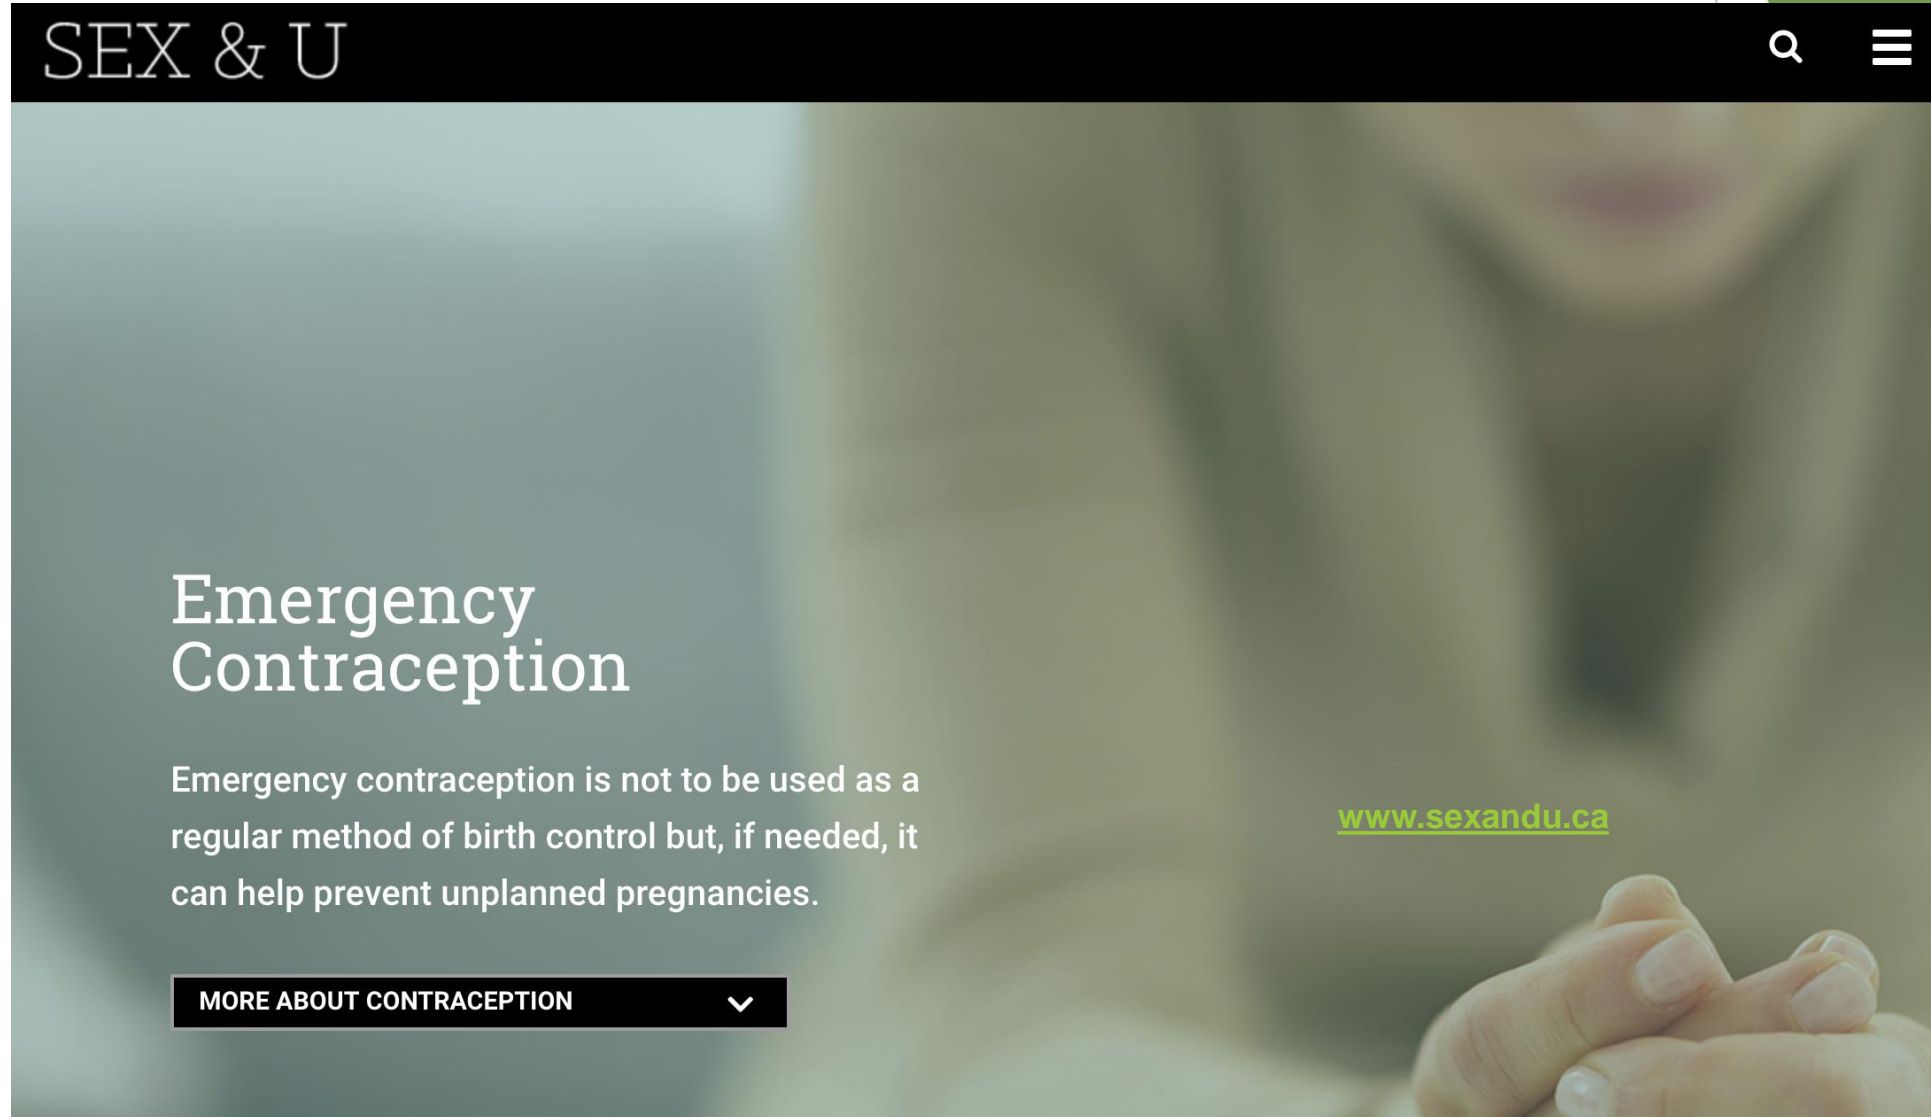 SEX & U
Emergency
Contraception
Emergency contraception is not to be used as a
regular method of birth control but, if needed, it
can help prevent unplanned pregnancies.
www.sexandu.ca
MORE ABOUT CONTRACEPTION